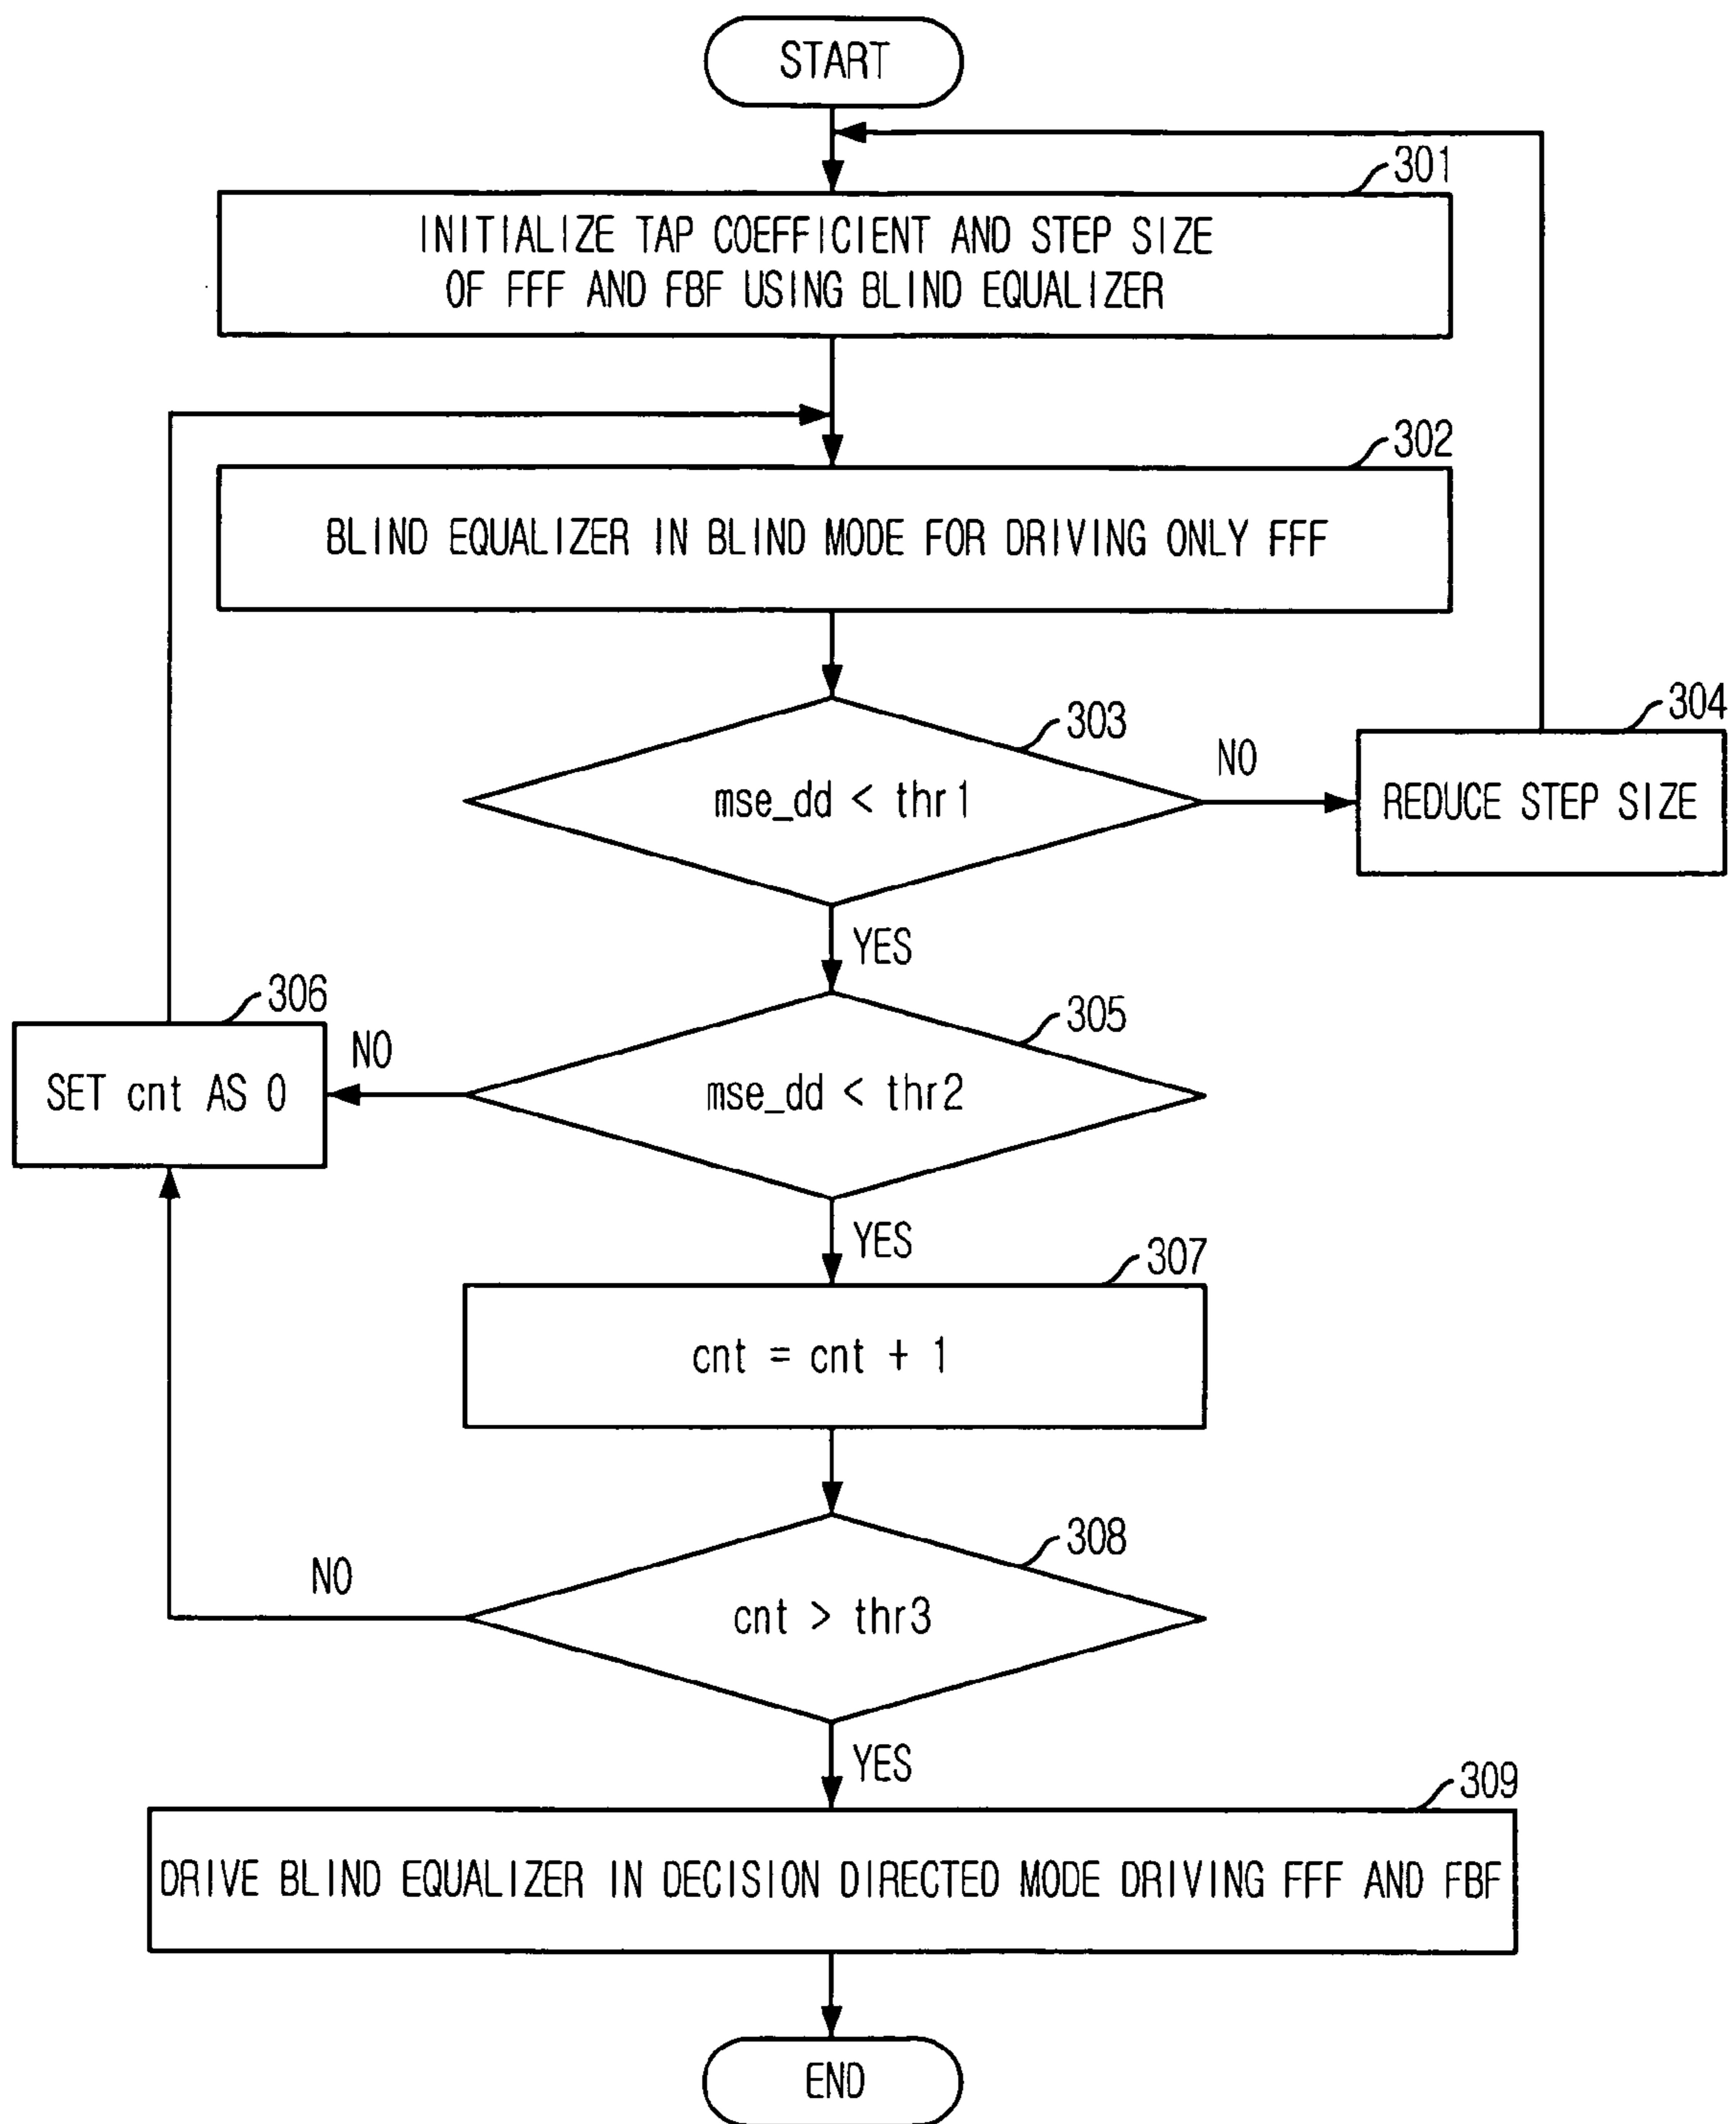 START
301
INITIALIZE TAP COEFFICIENT AND STEP SIZE
OF FFF AND FBF USING BLIND EQUALIZER
302
BLIND EQUALIZER IN BLIND MODE FOR DRIVING ONLY FFF
303
mse_dd < thr1
NO
304
REDUCE STEP SIZE
YES
305
mse_dd < thr2
NO
306
SET cnt AS 0
YES
307
cnt = cnt + 1
308
cnt > thr3
NO
YES
309
DRIVE BLIND EQUALIZER IN DECISION DIRECTED MODE DRIVING FFF AND FBF
END